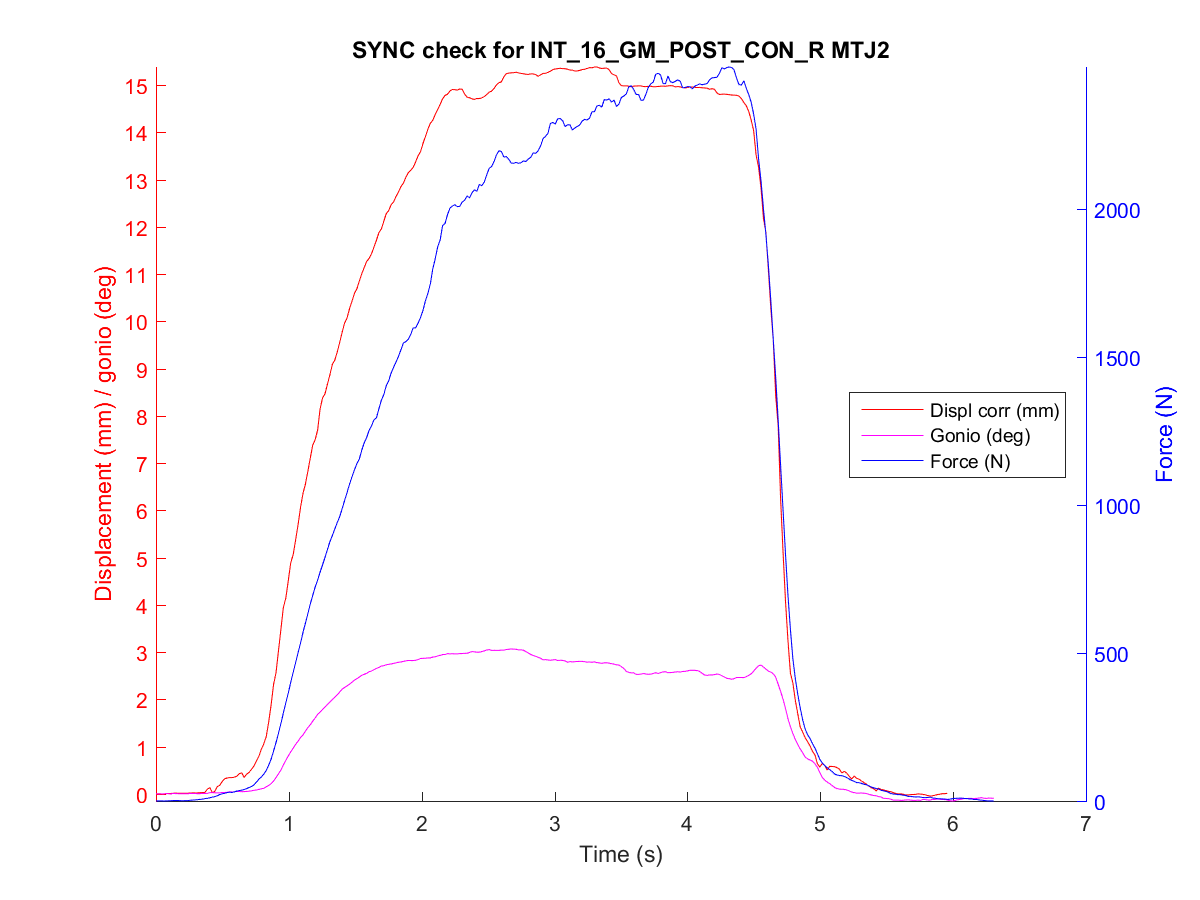 SYNC check for INT_16_GM_POST_CON_R MTJ2
Displacement (mm) / gonio (deg)
15
14
13
12
11
10
9
8
7
6
5
4
3
2
1
0
2000
1500
1000
500
0
Force (N)
Displ corr (mm)
Gonio (deg)
Force (N)
0 1 2 3 4 5 6 7
Time (s)